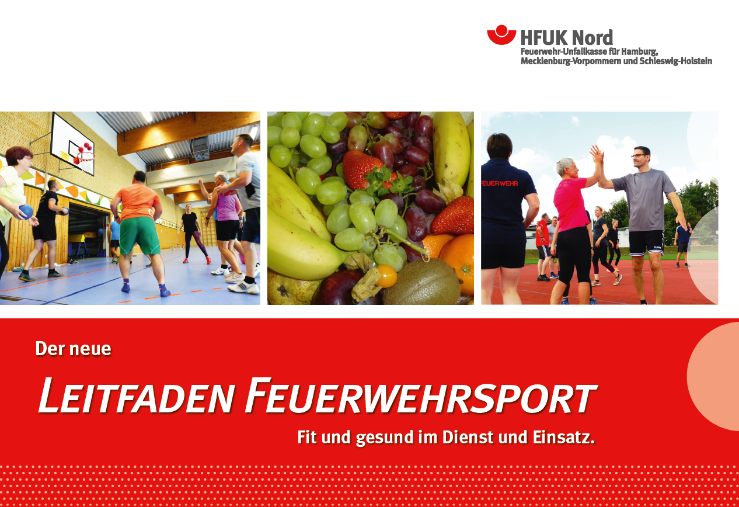 HFUK Nord
Feuerwehr-Unfallkasse für Hamburg,
Mecklenburg-Vorpommern und Schleswig-Holstein
FEUERWEHR
Der neue
LEITFADEN FEUERWEHRSPORT
Fit und gesund im Dienst und Einsatz.